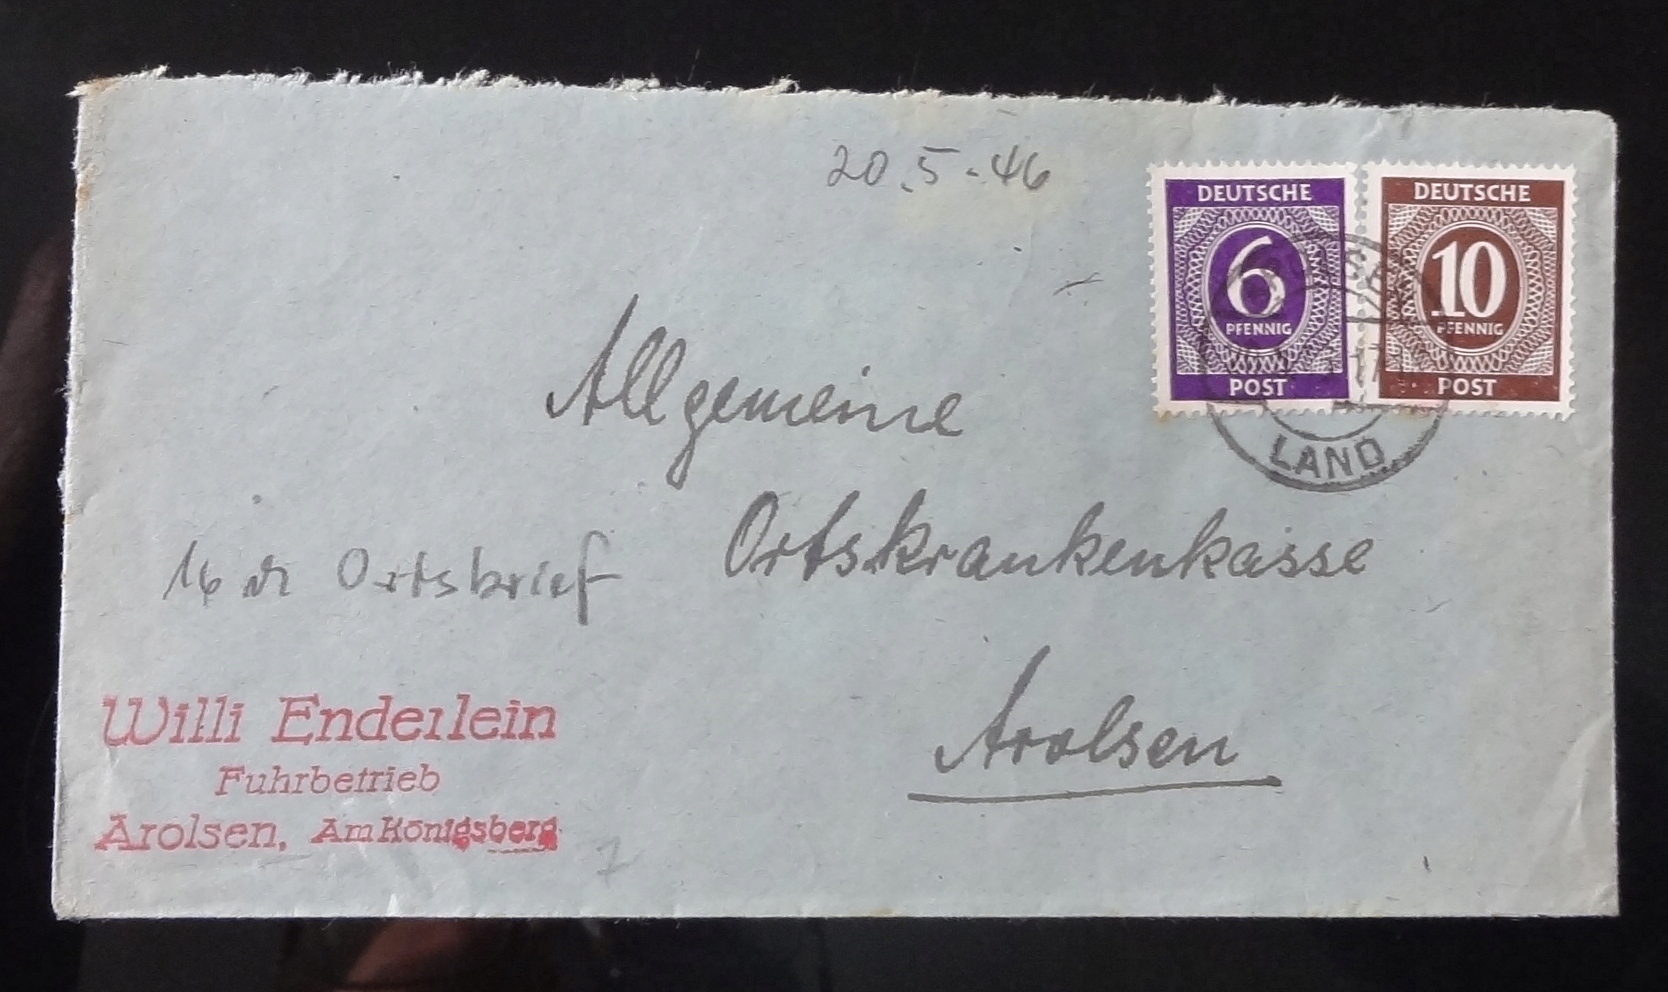 20.5.46
DEUTSCHE
6
PFENNIG
POST
DEUTSCHE
10
PFENNIG
POST
17
LAND
Allgemeine
Ortskrankenkasse
16 Ortsbrief
Arolsen
Willi Enderlein
Fuhrbetrieb
Arolsen, Am Königsberg